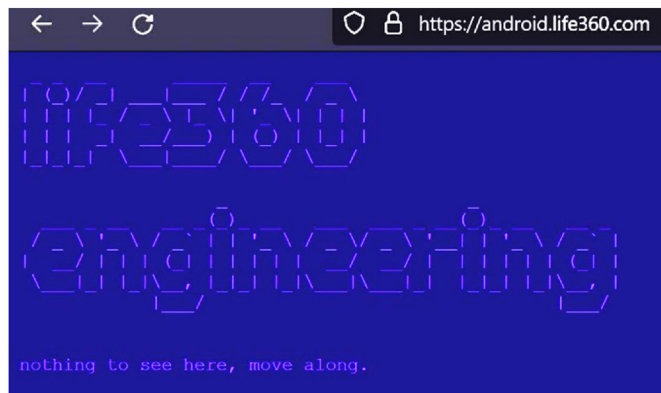 https://android.life360.com
life360
engineering
nothing to see here, move along.